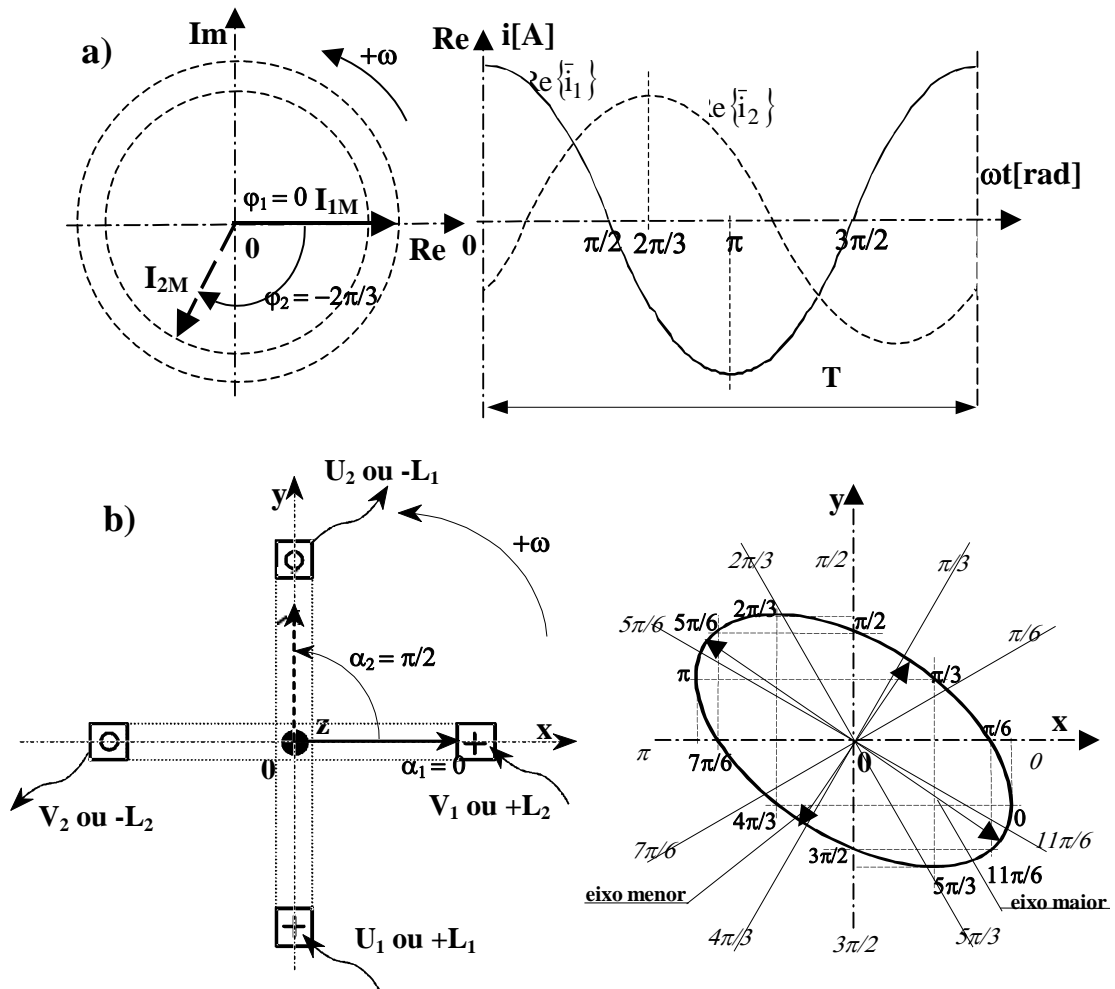 a)
Im
+ω
φ₁ = 0 I₁M
0
Re
I₂M
φ₂ = −2π/3
Re i[A]
Re{i̅₁}
Re{i̅₂}
ωt[rad]
0 π/2 2π/3 π 3π/2
T
b)
U₂ ou -L₁
y
+ω
α₂ = π/2
z
x
0
α₁ = 0
V₂ ou -L₂
V₁ ou +L₂
U₁ ou +L₁
y
2π/3 π/2 π/3
5π/6 5π/6 2π/3 π/2 π/6
π π/3
x
π/6
π 7π/6 0 0
0
4π/3
7π/6 3π/2 11π/6
5π/3 11π/6
eixo menor
eixo maior
4π/3 3π/2 5π/3